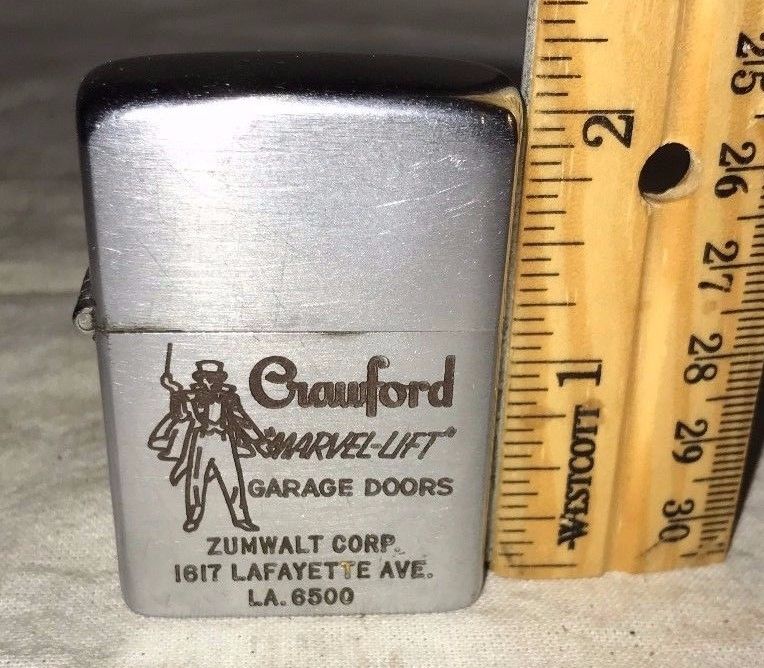 Crawford
"MARVEL-LIFT"
GARAGE DOORS
ZUMWALT CORP.
1617 LAFAYETTE AVE.
LA. 6500
2
1
WESTCOTT
25
26
27
28
29
30